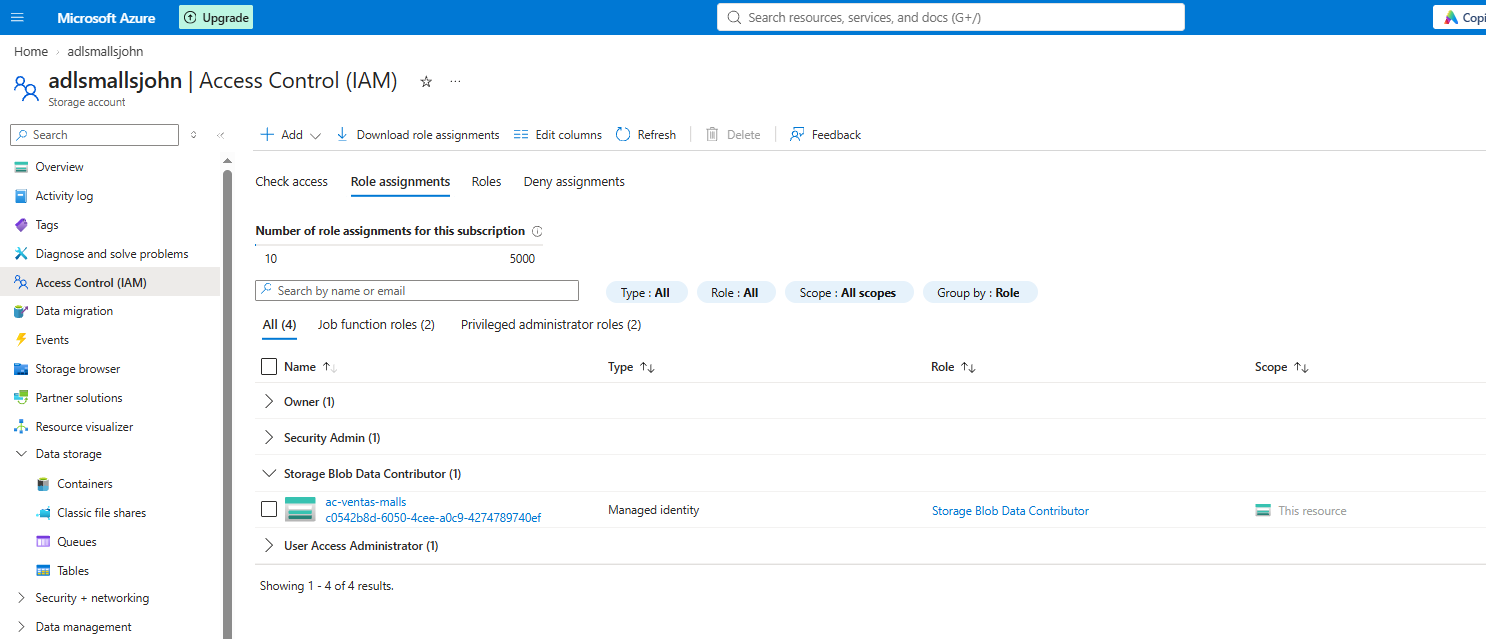 Microsoft Azure
Upgrade
Search resources, services, and docs (G+/)
Copi
Home › adlsmallsjohn
adlsmallsjohn | Access Control (IAM) ☆ ...
Storage account
Search
Add
Download role assignments
Edit columns
Refresh
Delete
Feedback
Overview
Activity log
Tags
Diagnose and solve problems
Access Control (IAM)
Data migration
Events
Storage browser
Partner solutions
Resource visualizer
Data storage
Containers
Classic file shares
Queues
Tables
Security + networking
Data management
Check access
Role assignments
Roles
Deny assignments
Number of role assignments for this subscription
10 5000
Search by name or email
Type : All
Role : All
Scope : All scopes
Group by : Role
All (4)
Job function roles (2)
Privileged administrator roles (2)
Name ↑↓ Type ↑↓ Role ↑↓ Scope ↑↓
Owner (1)
Security Admin (1)
Storage Blob Data Contributor (1)
ac-ventas-malls
c0542b8d-6050-4cee-a0c9-4274789740ef
Managed identity
Storage Blob Data Contributor
This resource
User Access Administrator (1)
Showing 1 - 4 of 4 results.